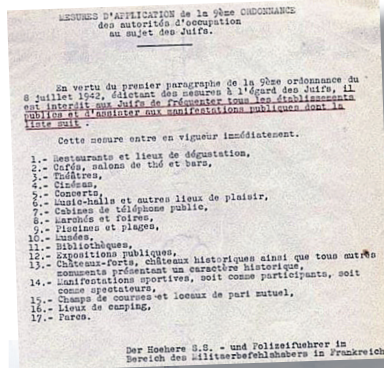 MESURES D'APPLICATION de la 9ème ORDONNANCE
des autorités d'occupation
au sujet des Juifs.
En vertu du premier paragraphe de la 9ème ordonnance du
8 juillet 1942, édictant des mesures à l'égard des Juifs, il
est interdit aux Juifs de fréquenter tous les établissements
publics et d'assister aux manifestations publiques dont la
liste suit :
Cette mesure entre en vigueur immédiatement.
1.- Restaurants et lieux de dégustation,
2.- Cafés, salons de thé et bars,
3.- Théâtres,
4.- Cinémas,
5.- Concerts,
6.- Music-halls et autres lieux de plaisir,
7.- Cabines de téléphone public,
8.- Marchés et foires,
9.- Piscines et plages,
10.- Musées,
11.- Bibliothèques,
12.- Expositions publiques,
13.- Châteaux-forts, châteaux historiques ainsi que tous autres
monuments présentant un caractère historique,
14.- Manifestations sportives, soit comme participants, soit
comme spectateurs,
15.- Champs de courses et locaux de pari mutuel,
16.- Lieux de camping,
17.- Parcs.
Der Hoehere S.S. - und Polizeifuehrer im
Bereich des Militaerbefehlshabers in Frankreich